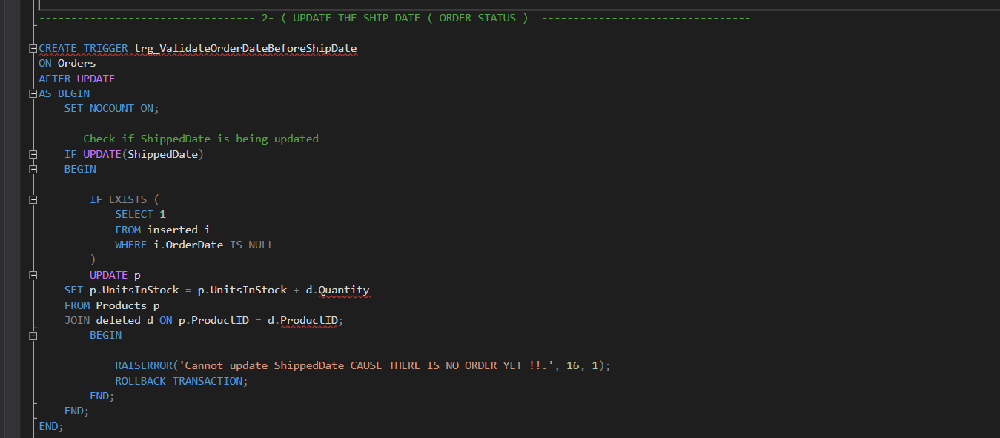 ---------------------------------- 2- ( UPDATE THE SHIP DATE ( ORDER STATUS )  ---------------------------------
CREATE TRIGGER trg_ValidateOrderDateBeforeShipDate
ON Orders
AFTER UPDATE
AS BEGIN
    SET NOCOUNT ON;
    -- Check if ShippedDate is being updated
    IF UPDATE(ShippedDate)
    BEGIN
        IF EXISTS (
            SELECT 1
            FROM inserted i
            WHERE i.OrderDate IS NULL
        )
        UPDATE p
    SET p.UnitsInStock = p.UnitsInStock + d.Quantity
    FROM Products p
    JOIN deleted d ON p.ProductID = d.ProductID;
        BEGIN
            RAISERROR('Cannot update ShippedDate CAUSE THERE IS NO ORDER YET !!.', 16, 1);
            ROLLBACK TRANSACTION;
        END;
    END;
END;